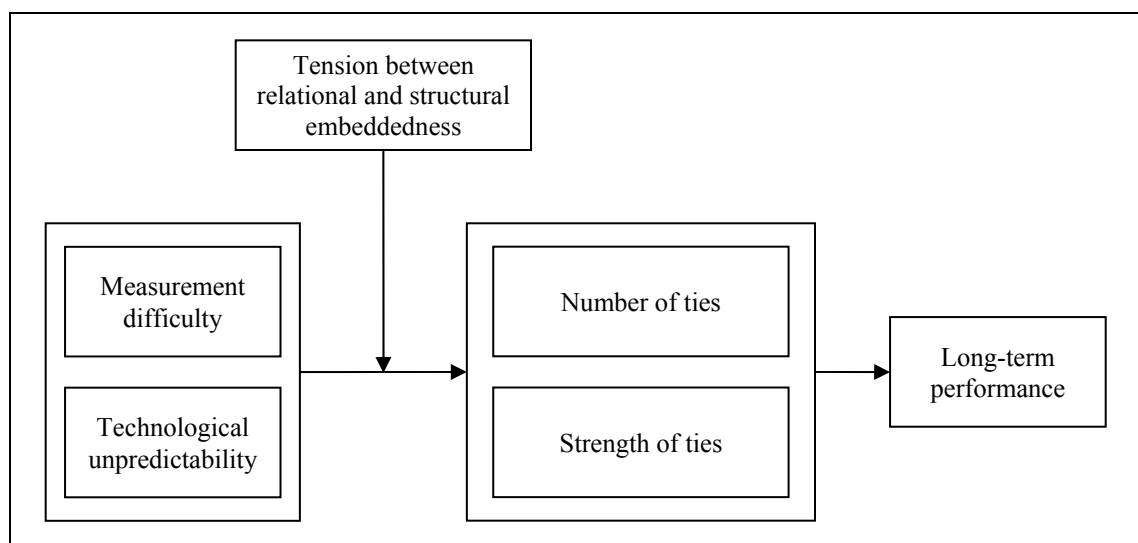 Tension between
relational and structural
embeddedness
Measurement
difficulty
Technological
unpredictability
Number of ties
Strength of ties
Long-term
performance